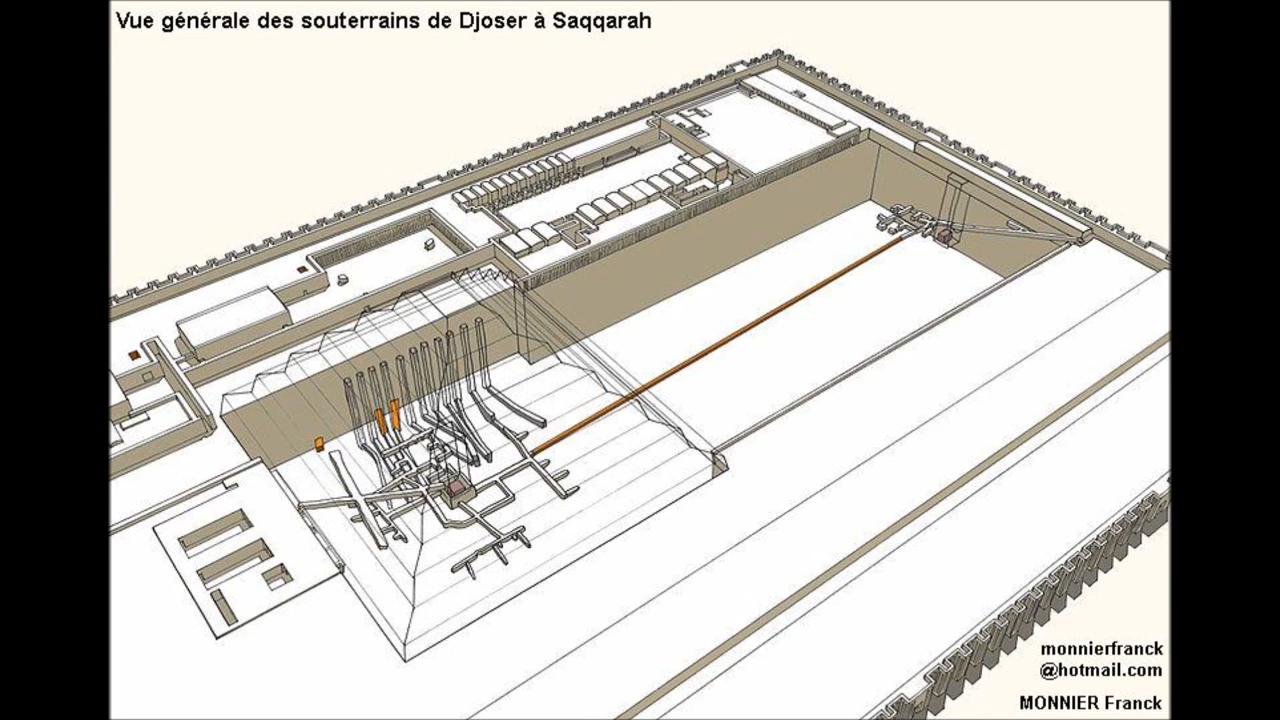 Vue générale des souterrains de Djoser à Saqqarah
monnierfranck
@hotmail.com
MONNIER Franck